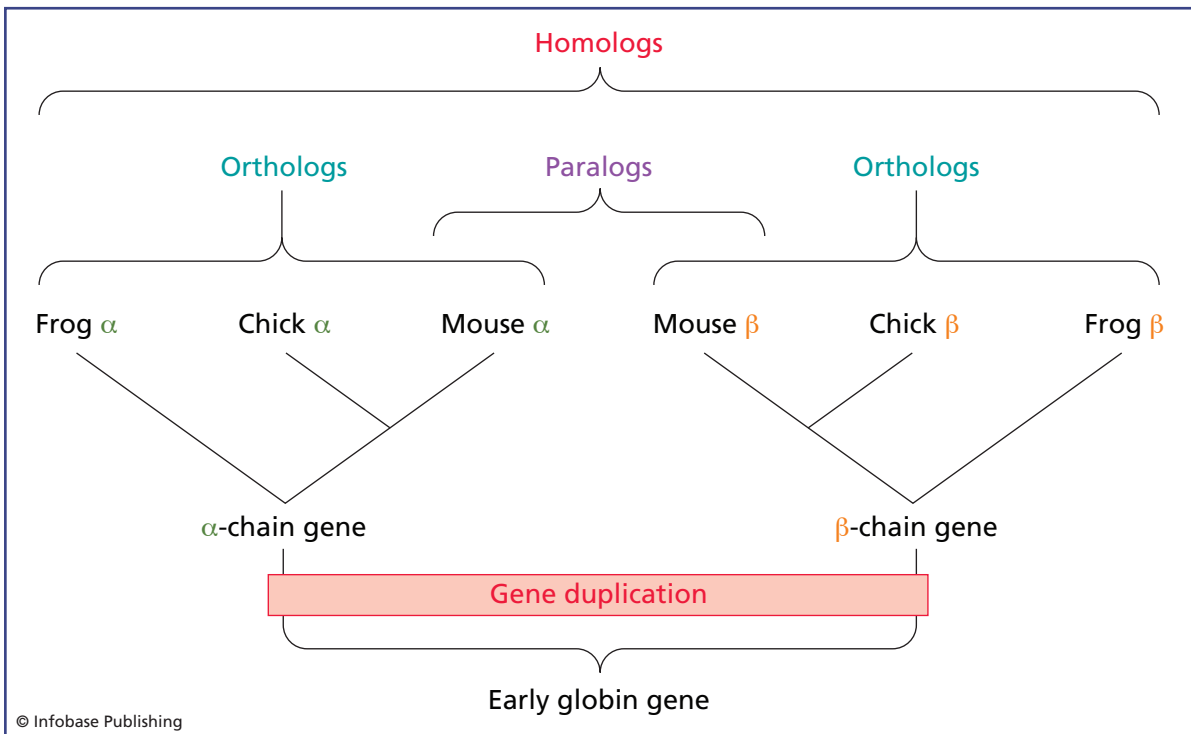 Homologs
Orthologs Paralogs Orthologs
Frog α Chick α Mouse α Mouse β Chick β Frog β
α-chain gene β-chain gene
Gene duplication
Early globin gene
© Infobase Publishing